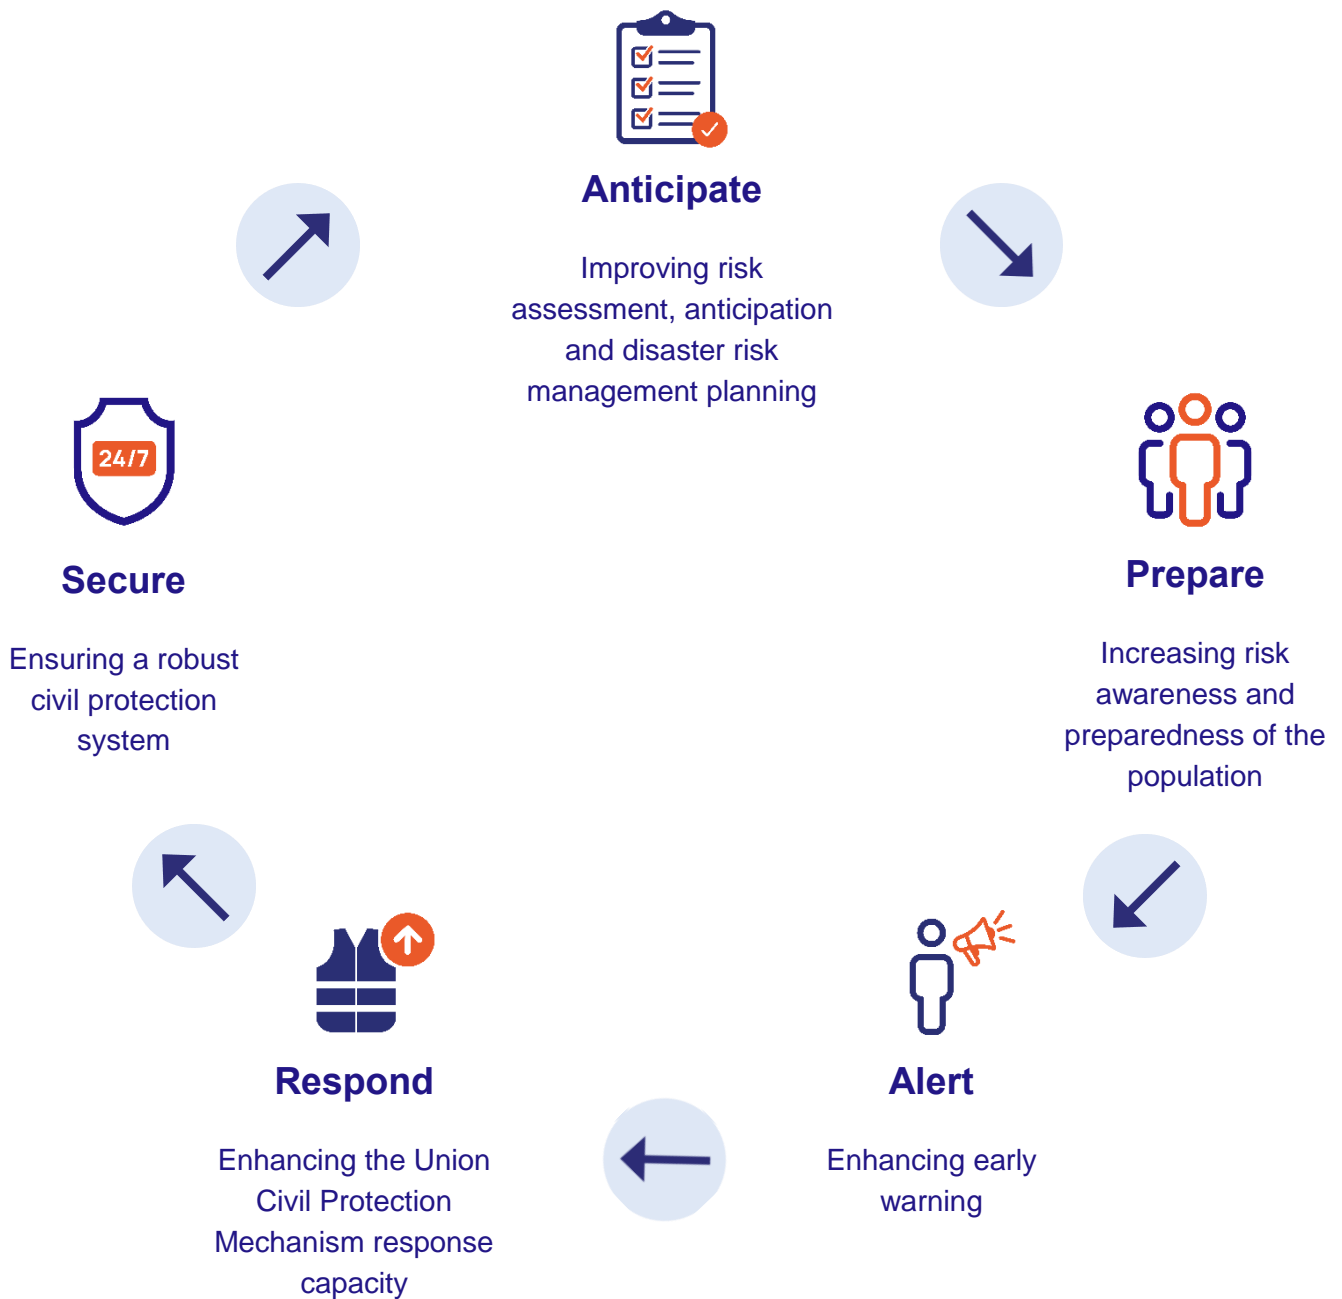 Anticipate
Improving risk
assessment, anticipation
and disaster risk
management planning
Prepare
Increasing risk
awareness and
preparedness of the
population
Alert
Enhancing early
warning
Respond
Enhancing the Union
Civil Protection
Mechanism response
capacity
24/7
Secure
Ensuring a robust
civil protection
system